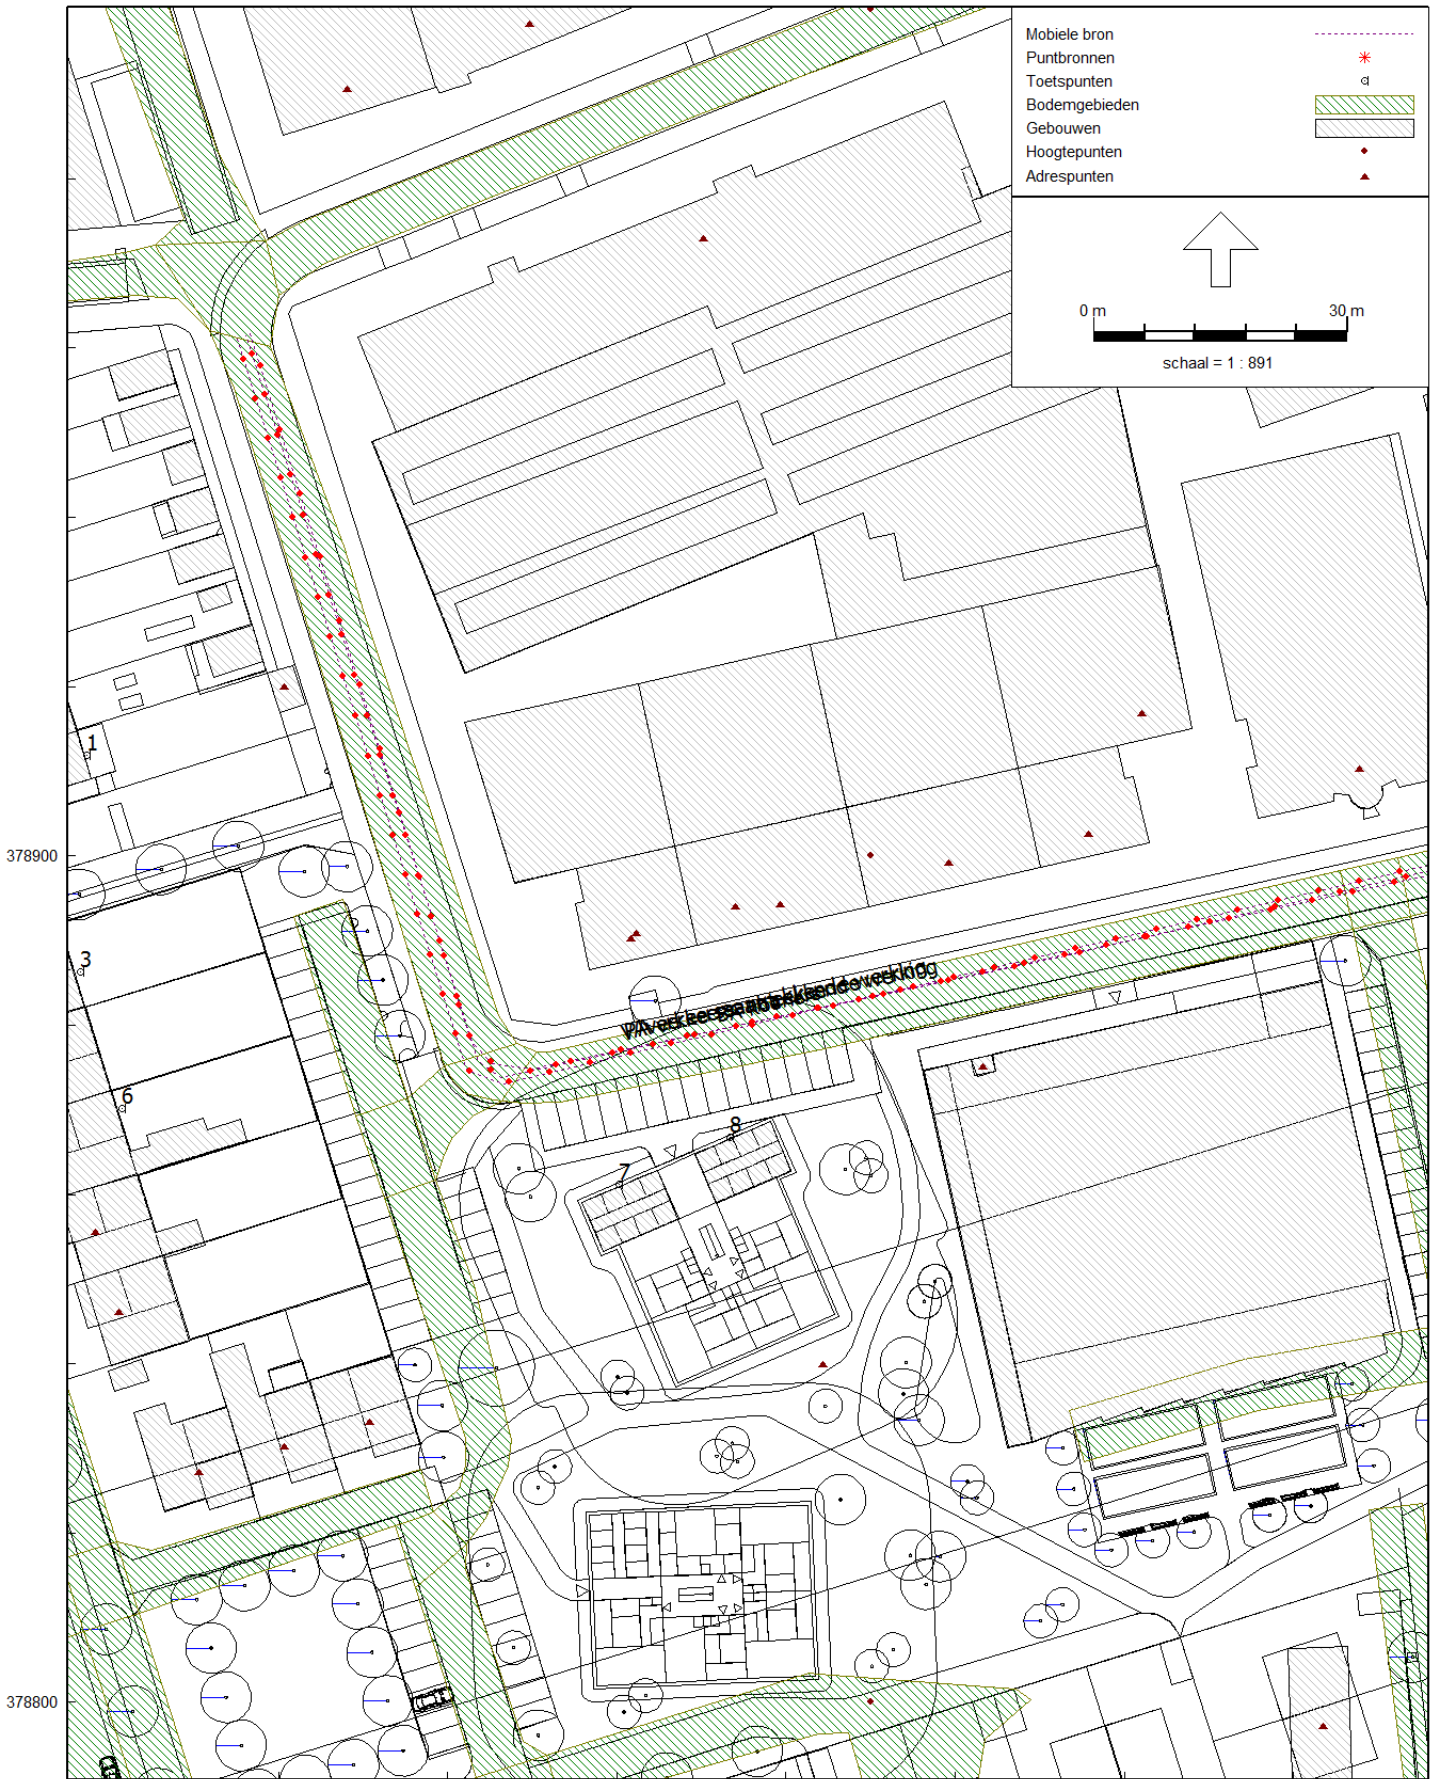 Mobiele bron
Puntbronnen
Toetspunten
Bodemgebieden
Gebouwen
Hoogtepunten
Adrespunten
0 m 30 m
schaal = 1 : 891
1
378900
3
6
8
7
378800